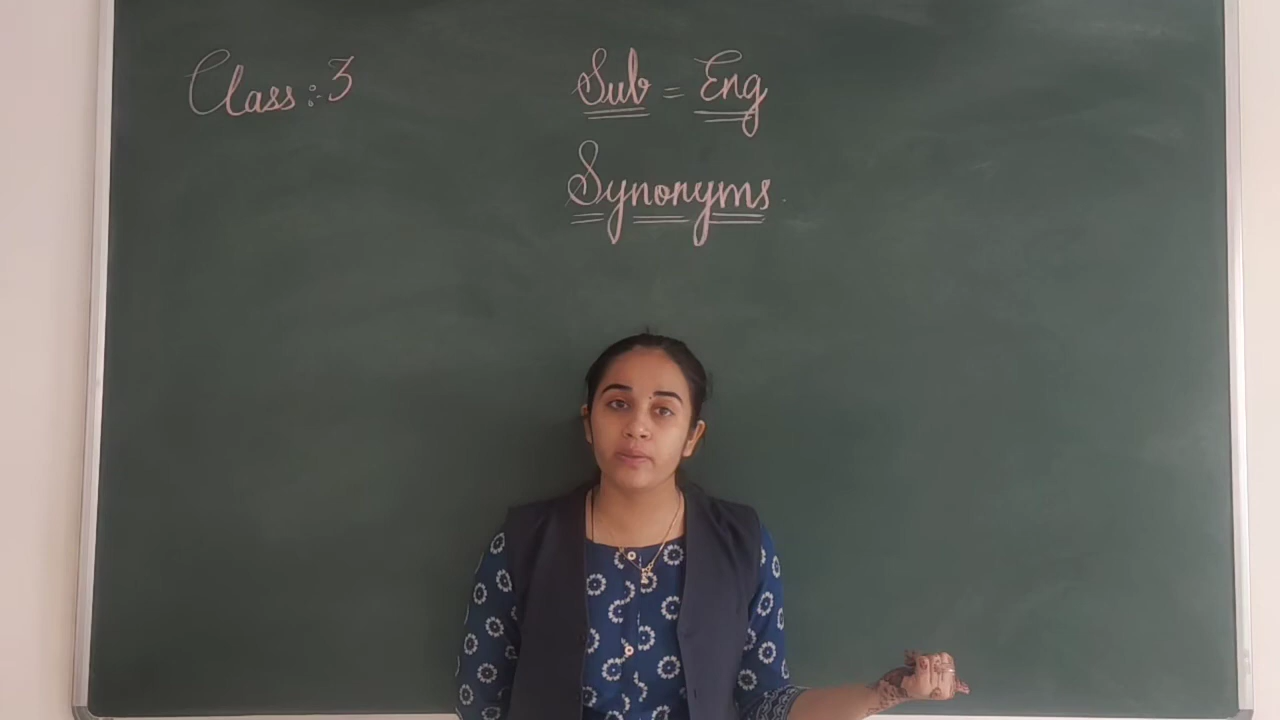 Class :- 3
Sub = Eng
Synonyms